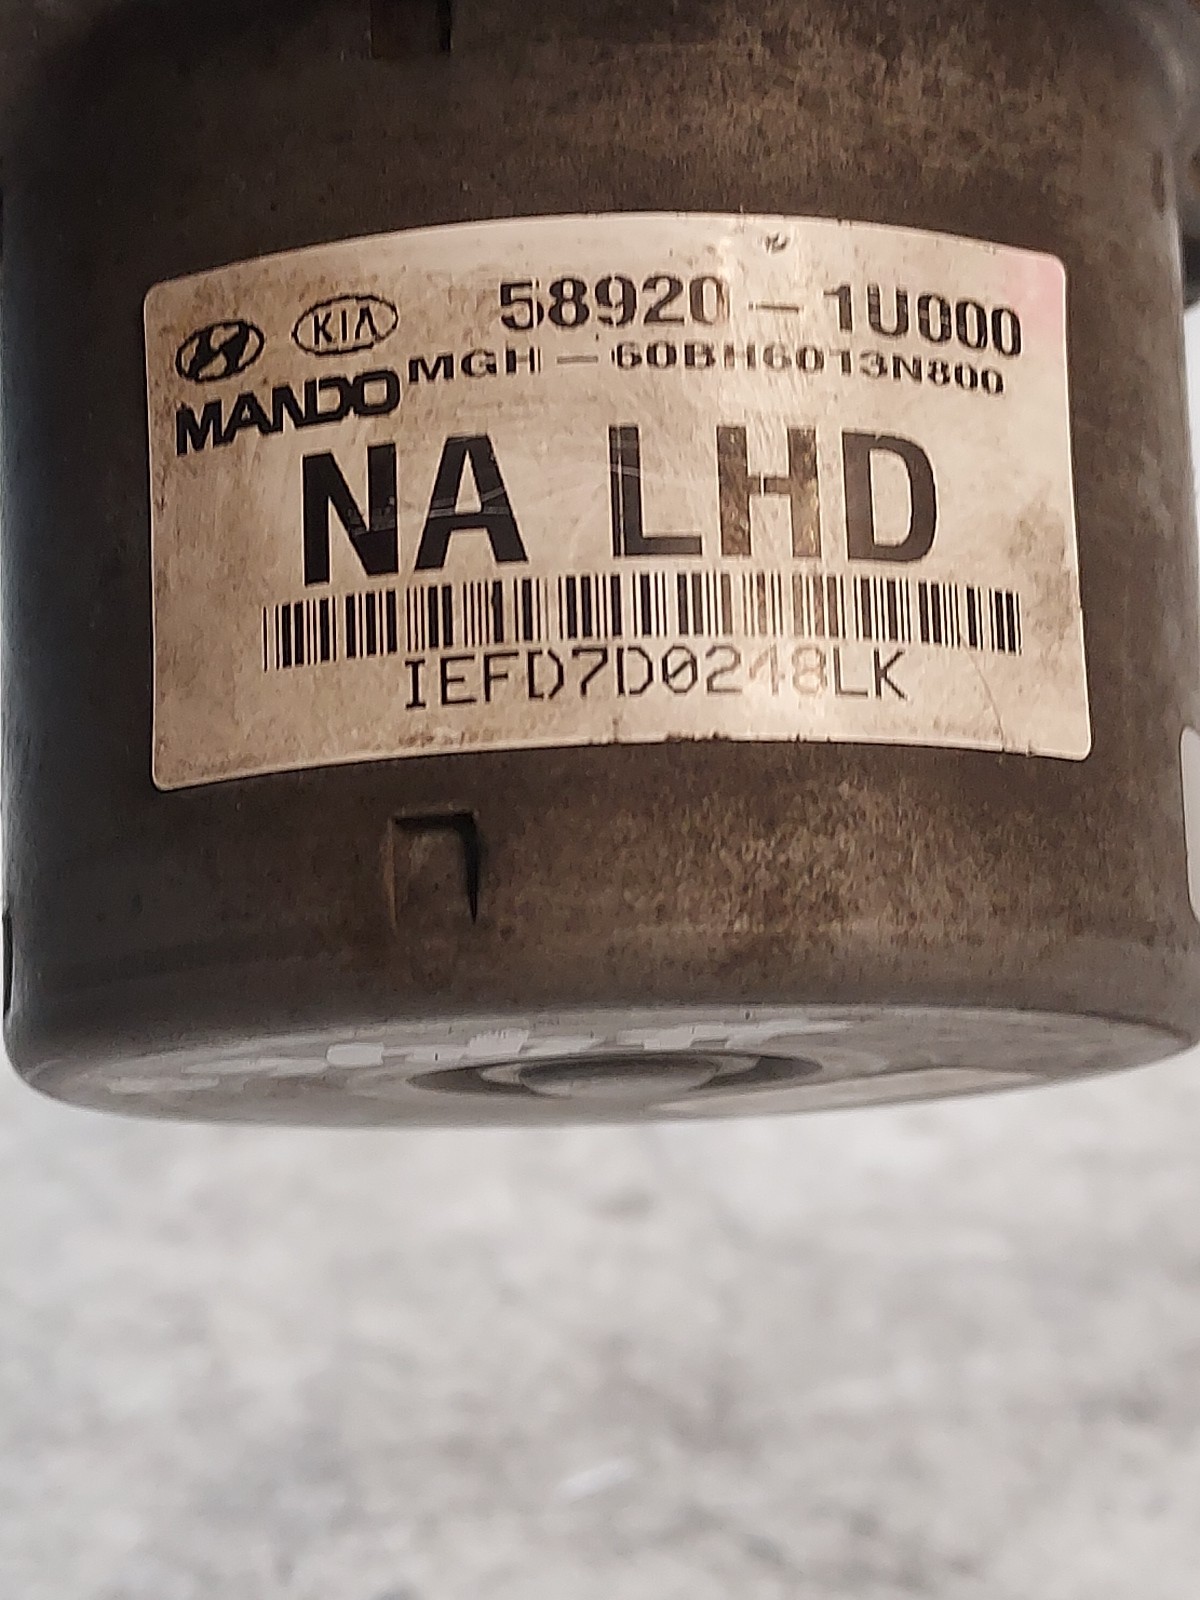 KIA 58920-1U000
MANDO MGH-60BH6013N800
NA LHD
IEFD7D0248LK